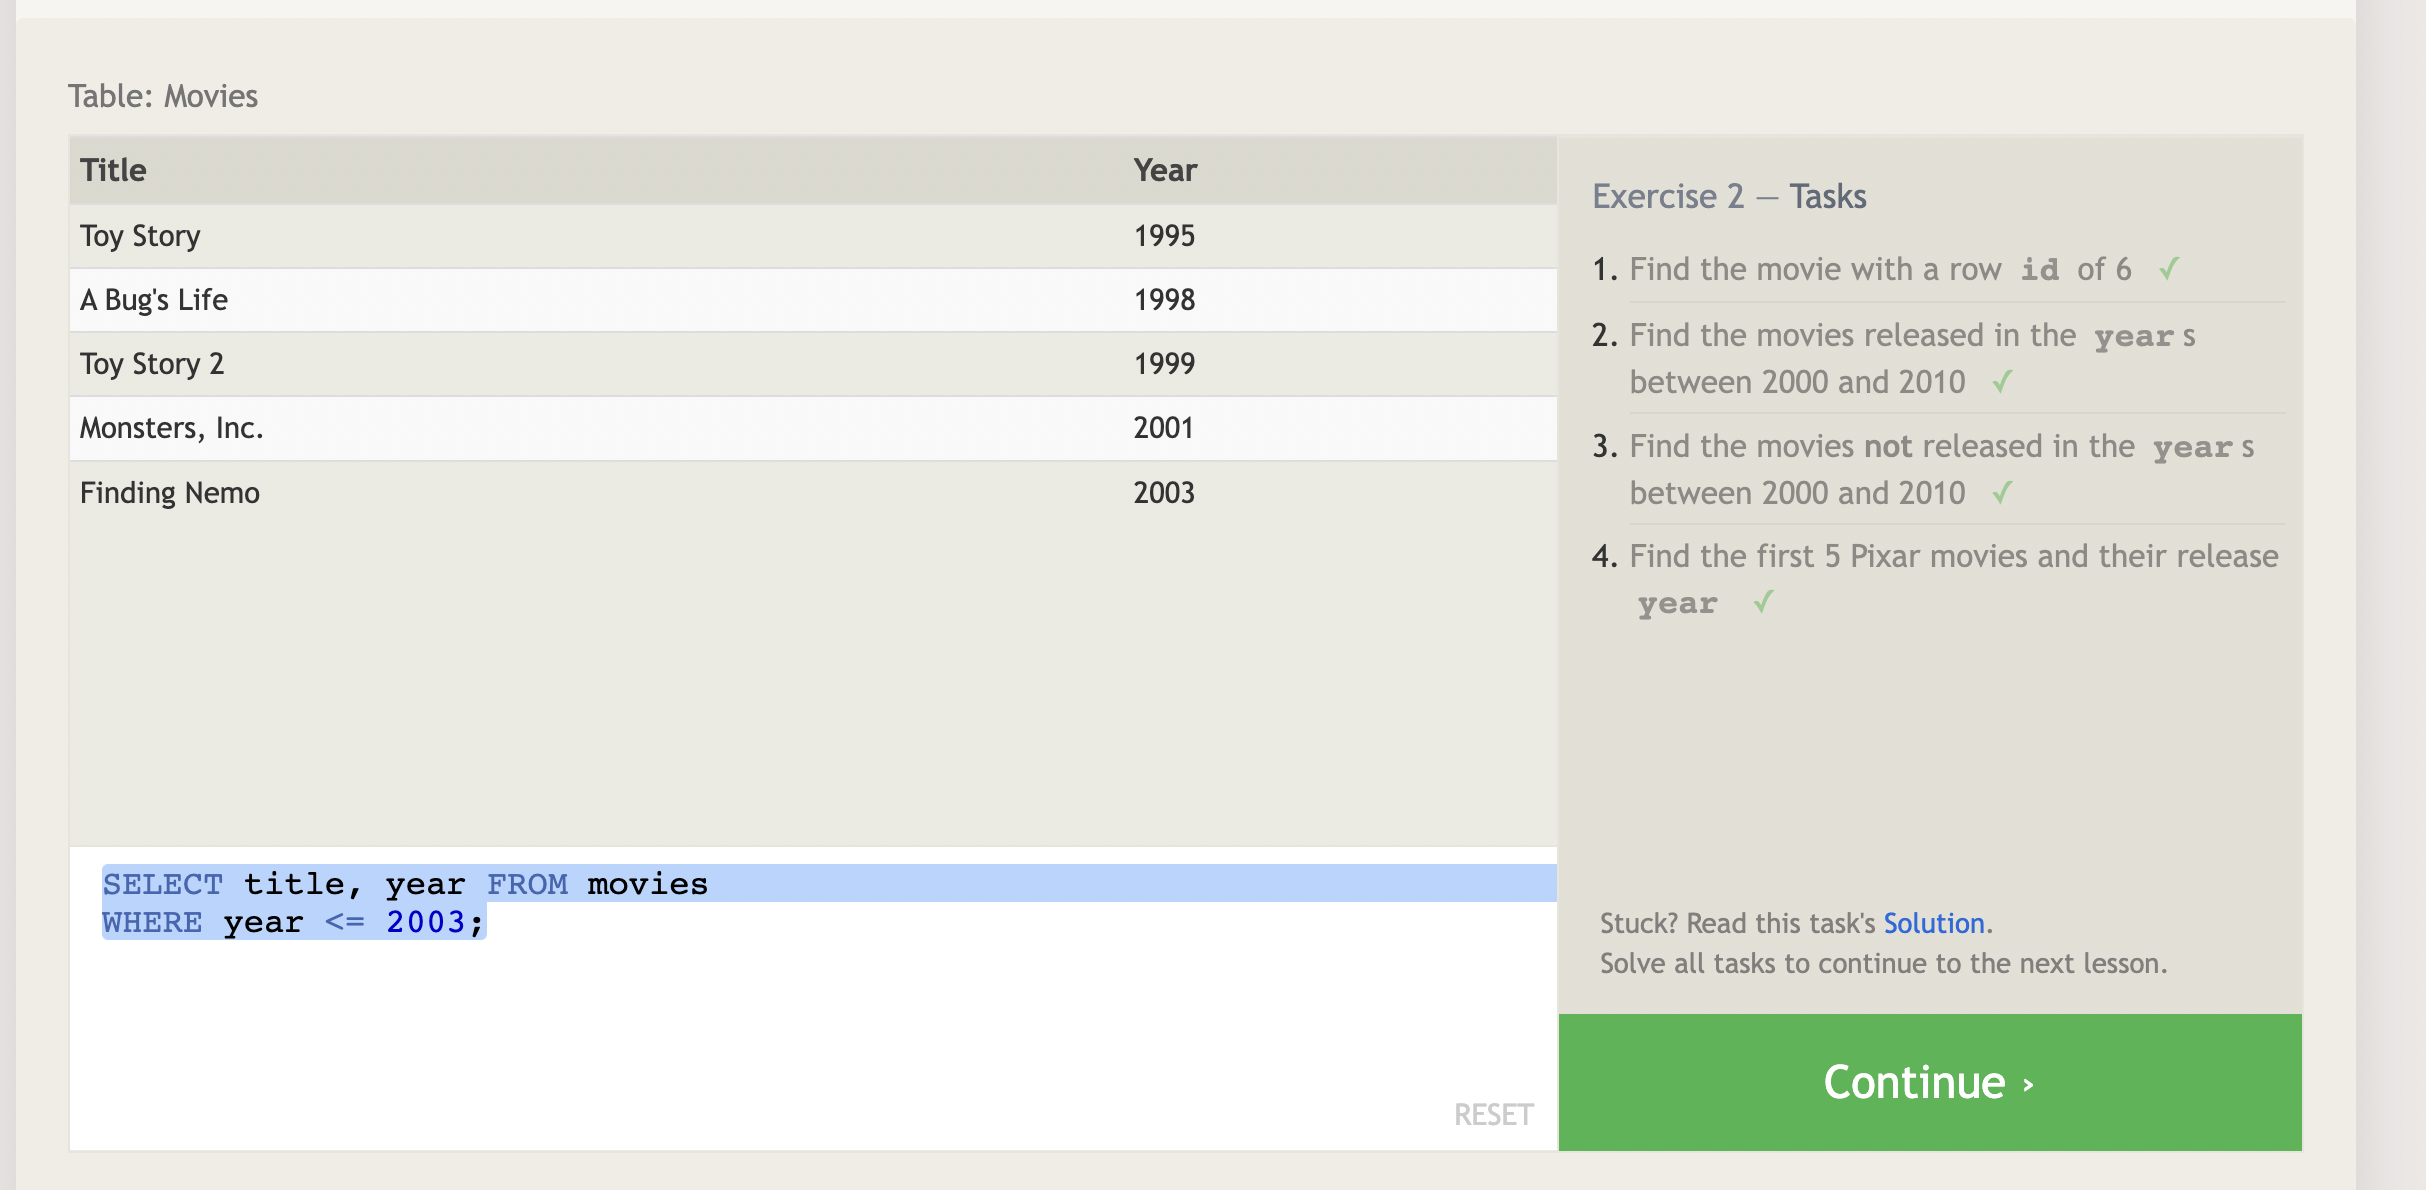 Table: Movies
Title Year
Toy Story 1995
A Bug's Life 1998
Toy Story 2 1999
Monsters, Inc. 2001
Finding Nemo 2003
SELECT title, year FROM movies
WHERE year <= 2003;
RESET
Exercise 2 — Tasks
1. Find the movie with a row id of 6 ✓
2. Find the movies released in the year s
between 2000 and 2010 ✓
3. Find the movies not released in the year s
between 2000 and 2010 ✓
4. Find the first 5 Pixar movies and their release
year ✓
Stuck? Read this task's Solution.
Solve all tasks to continue to the next lesson.
Continue ›